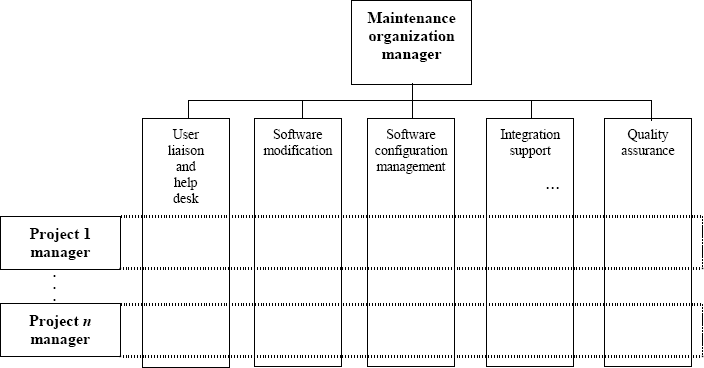 Maintenance
organization
manager
User
liaison
and
help
desk
Software
modification
Software
configuration
management
Integration
support
…
Quality
assurance
Project 1
manager
.
.
.
Project n
manager